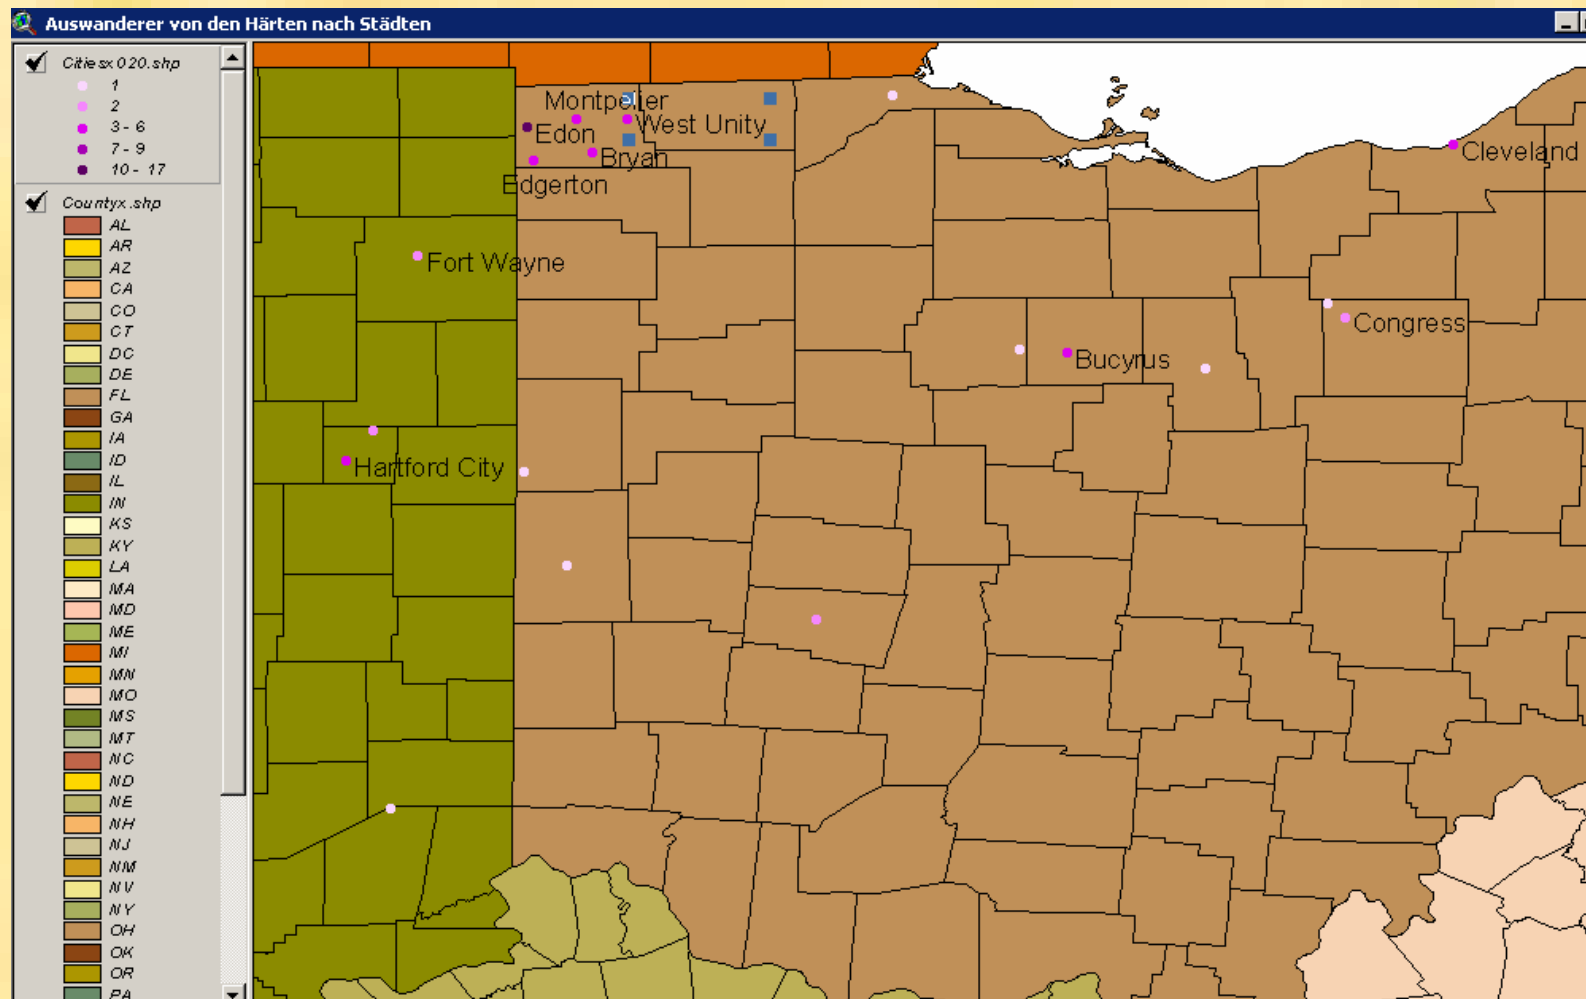 Auswanderer von den Härten nach Städten
Citiesx020.shp
1
2
3 - 6
7 - 9
10 - 17
Countyx.shp
AL
AR
AZ
CA
CO
CT
DC
DE
FL
GA
IA
ID
IL
IN
KS
KY
LA
MA
MD
ME
MI
MN
MO
MS
MT
NC
ND
NE
NH
NJ
NM
NV
NY
OH
OK
OR
PA
Montpelier
Edon
West Unity
Bryan
Edgerton
Cleveland
Fort Wayne
Congress
Bucyrus
Hartford City